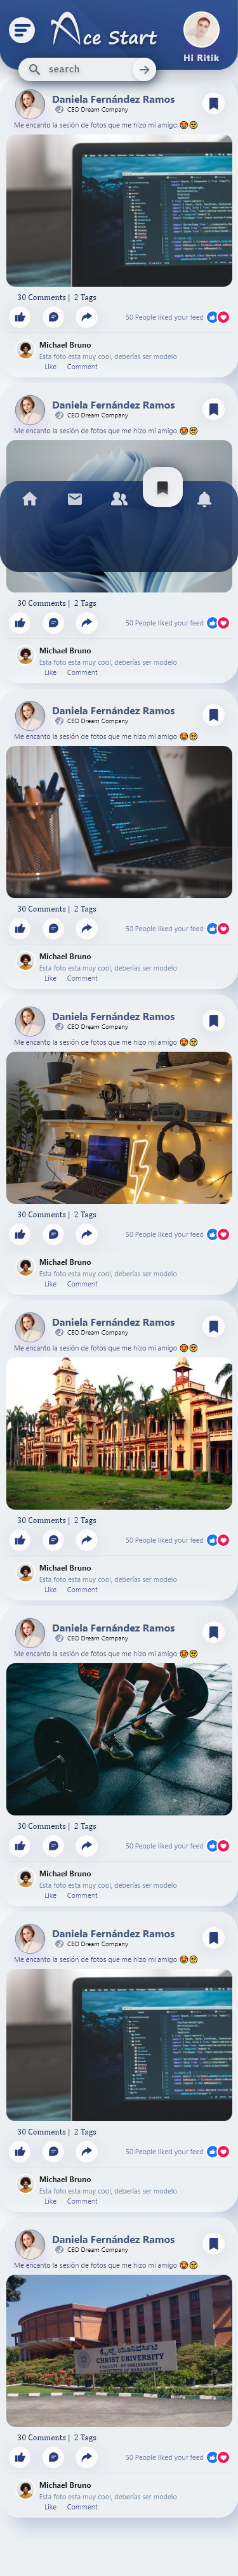 Ace Start
Hi Ritik
search
Daniela Fernández Ramos
CEO Dream Company
Me encanto la sesión de fotos que me hizo mi amigo 🥵🥺
30 Comments | 2 Tags
50 People liked your feed
Michael Bruno
Esta foto esta muy cool, deberías ser modelo
Like Comment
Daniela Fernández Ramos
CEO Dream Company
Me encanto la sesión de fotos que me hizo mi amigo 🥵🥺
30 Comments | 2 Tags
50 People liked your feed
Michael Bruno
Esta foto esta muy cool, deberías ser modelo
Like Comment
Daniela Fernández Ramos
CEO Dream Company
Me encanto la sesión de fotos que me hizo mi amigo 🥵🥺
30 Comments | 2 Tags
50 People liked your feed
Michael Bruno
Esta foto esta muy cool, deberías ser modelo
Like Comment
Daniela Fernández Ramos
CEO Dream Company
Me encanto la sesión de fotos que me hizo mi amigo 🥵🥺
30 Comments | 2 Tags
50 People liked your feed
Michael Bruno
Esta foto esta muy cool, deberías ser modelo
Like Comment
Daniela Fernández Ramos
CEO Dream Company
Me encanto la sesión de fotos que me hizo mi amigo 🥵🥺
30 Comments | 2 Tags
50 People liked your feed
Michael Bruno
Esta foto esta muy cool, deberías ser modelo
Like Comment
Daniela Fernández Ramos
CEO Dream Company
Me encanto la sesión de fotos que me hizo mi amigo 🥵🥺
30 Comments | 2 Tags
50 People liked your feed
Michael Bruno
Esta foto esta muy cool, deberías ser modelo
Like Comment
Daniela Fernández Ramos
CEO Dream Company
Me encanto la sesión de fotos que me hizo mi amigo 🥵🥺
30 Comments | 2 Tags
50 People liked your feed
Michael Bruno
Esta foto esta muy cool, deberías ser modelo
Like Comment
Daniela Fernández Ramos
CEO Dream Company
Me encanto la sesión de fotos que me hizo mi amigo 🥵🥺
CHRIST UNIVERSITY
FACULTY OF ENGINEERING
INSTITUTE OF MANAGEMENT
30 Comments | 2 Tags
50 People liked your feed
Michael Bruno
Esta foto esta muy cool, deberías ser modelo
Like Comment